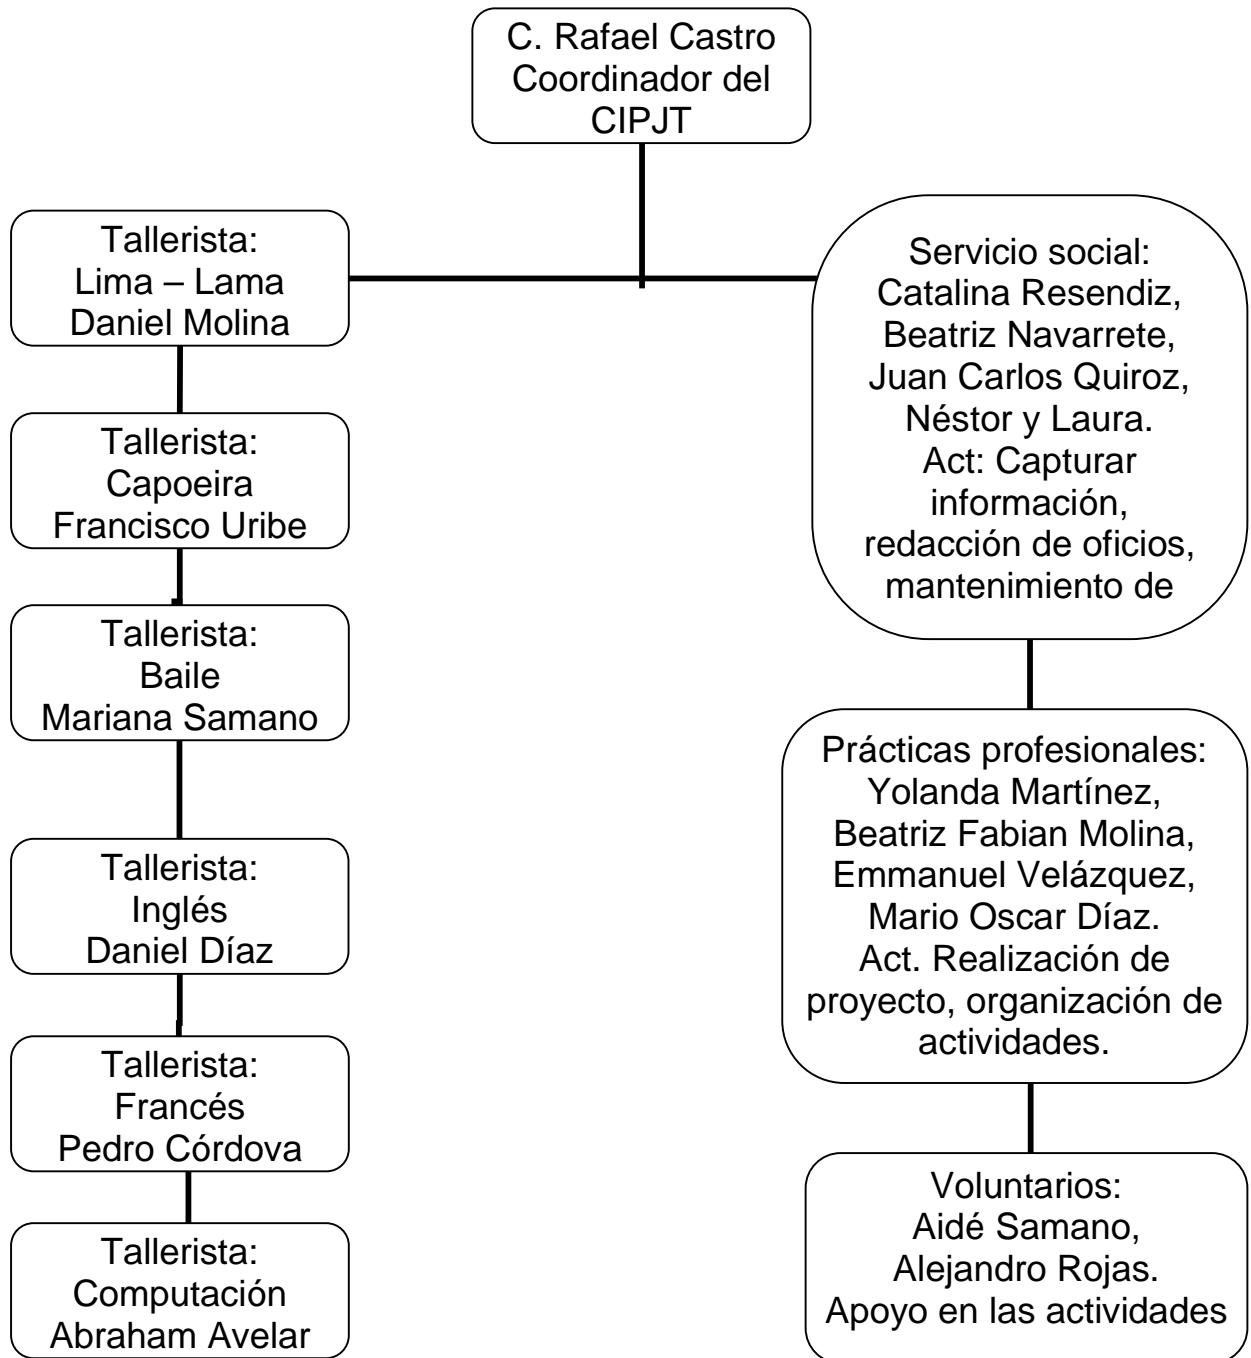 C. Rafael Castro
Coordinador del
CIPJT
Tallerista:
Lima – Lama
Daniel Molina
Tallerista:
Capoeira
Francisco Uribe
Tallerista:
Baile
Mariana Samano
Tallerista:
Inglés
Daniel Díaz
Tallerista:
Francés
Pedro Córdova
Tallerista:
Computación
Abraham Avelar
Servicio social:
Catalina Resendiz,
Beatriz Navarrete,
Juan Carlos Quiroz,
Néstor y Laura.
Act: Capturar
información,
redacción de oficios,
mantenimiento de
Prácticas profesionales:
Yolanda Martínez,
Beatriz Fabian Molina,
Emmanuel Velázquez,
Mario Oscar Díaz.
Act. Realización de
proyecto, organización de
actividades.
Voluntarios:
Aidé Samano,
Alejandro Rojas.
Apoyo en las actividades